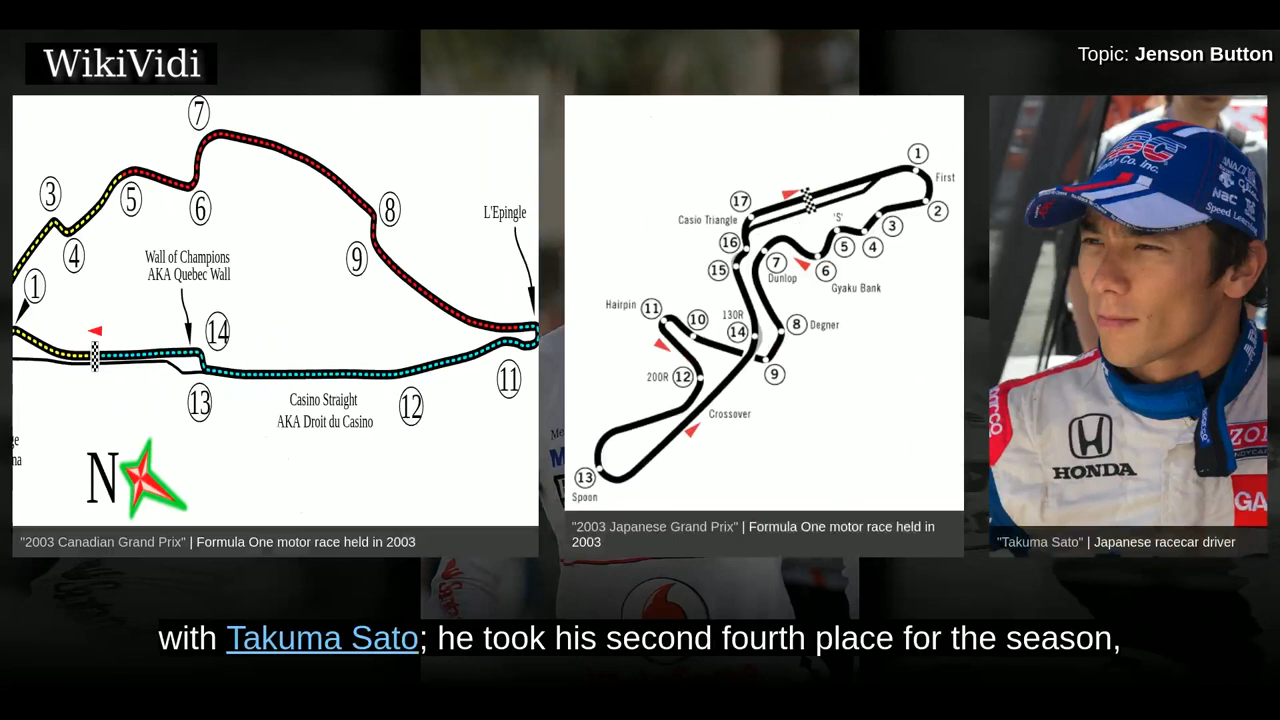 WikiVidi
Topic: Jenson Button
7
3
5
6
8
4
9
L'Epingle
Wall of Champions
AKA Quebec Wall
1
14
13
Casino Straight
AKA Droit du Casino
12
11
N
"2003 Canadian Grand Prix" | Formula One motor race held in 2003
1
First
2
17
Casio Triangle
'S'
3
16
5
4
15
7
6
Dunlop
Gyaku Bank
Hairpin
11
10
130R
14
8
Degner
9
200R
12
Crossover
13
Spoon
"2003 Japanese Grand Prix" | Formula One motor race held in
2003
HONDA
"Takuma Sato" | Japanese racecar driver
with Takuma Sato; he took his second fourth place for the season,